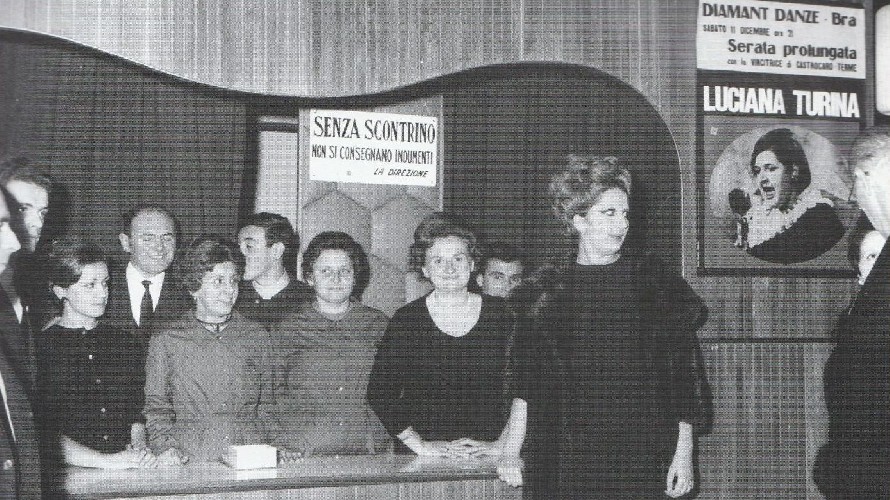 SENZA SCONTRINO
NON SI CONSEGNANO INDUMENTI
LA DIREZIONE
DIAMANT DANZE - Bra
SABATO 11 DICEMBRE ore 21
Serata prolungata
con la VINCITRICE di CASTROCARO TERME
LUCIANA TURINA